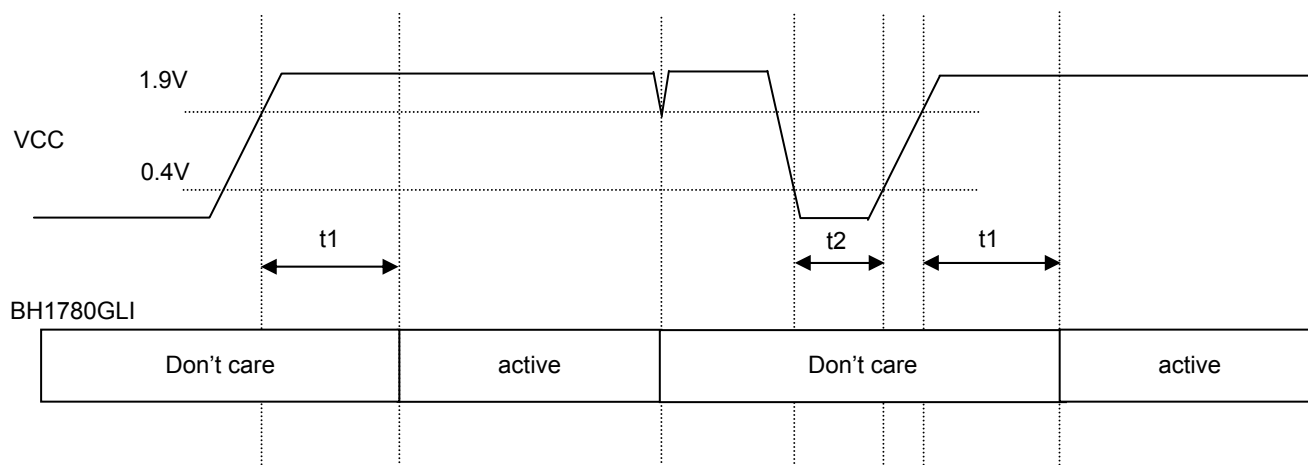 1.9V
VCC
0.4V
t1
t2
t1
BH1780GLI
Don’t care
active
Don’t care
active